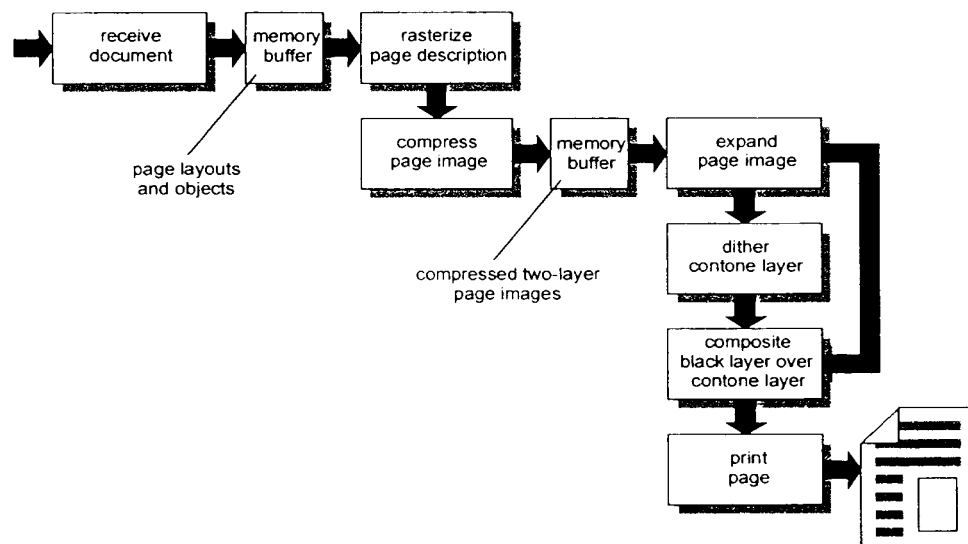 receive
document
memory
buffer
rasterize
page description
page layouts
and objects
compress
page image
memory
buffer
expand
page image
compressed two-layer
page images
dither
contone layer
composite
black layer over
contone layer
print
page